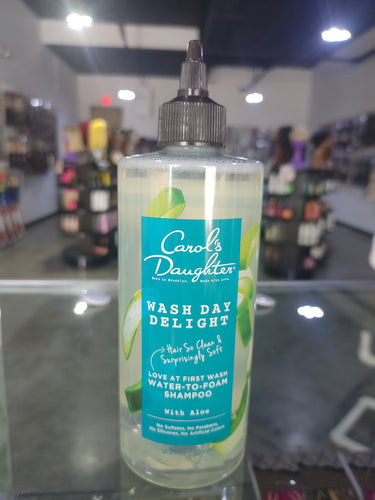 Carol's
Daughter
Born in Brooklyn. Made with love.
WASH DAY
DELIGHT
Hair So Clean &
Surprisingly Soft
LOVE AT FIRST WASH
WATER-TO-FOAM
SHAMPOO
With Aloe
No Sulfates, No Parabens,
No Silicones, No Artificial Colors